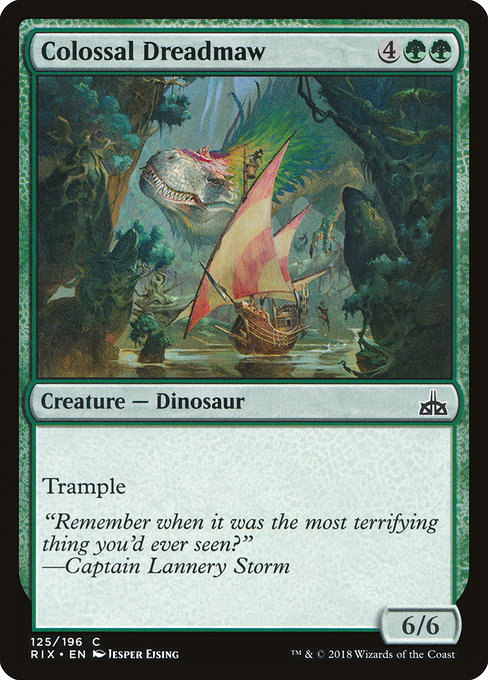 Colossal Dreadmaw 4
Creature — Dinosaur
Trample
“Remember when it was the most terrifying
thing you’d ever seen?”
—Captain Lannery Storm
6/6
125/196 C
RIX • EN Jesper Ejsing
™ & © 2018 Wizards of the Coast